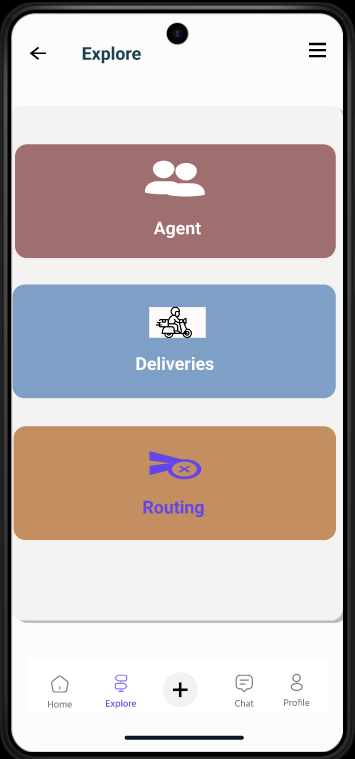 Explore
Agent
Deliveries
Routing
Home
Explore
Chat
Profile